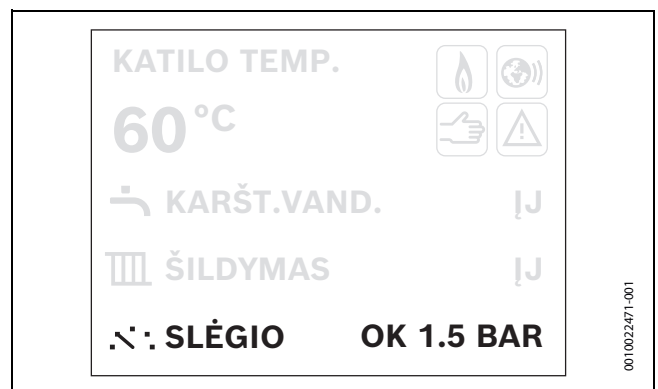 KATILO TEMP.
60 °C
KARŠT.VAND. ĮJ
ŠILDYMAS ĮJ
SLĖGIO OK 1.5 BAR
0010022471-001